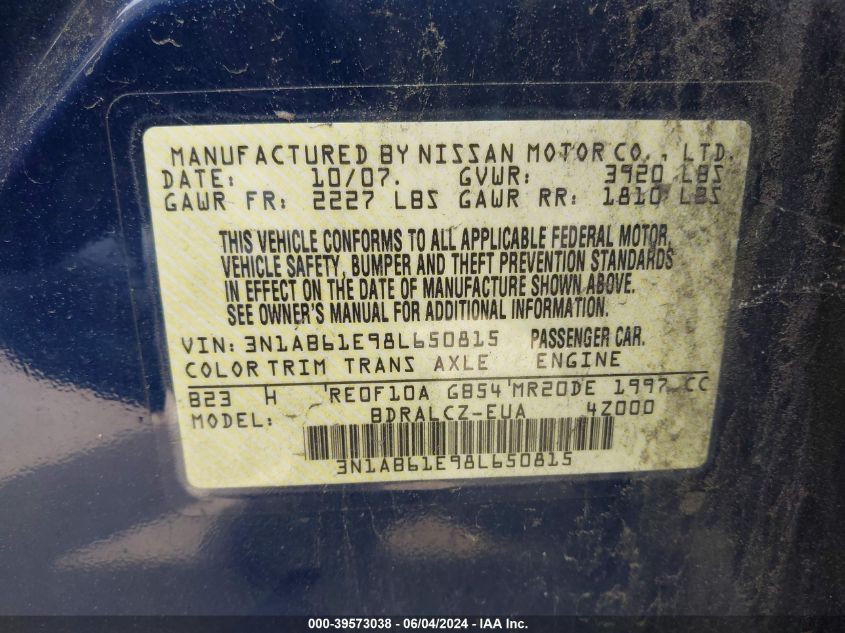 MANUFACTURED BY NISSAN MOTOR CO., LTD.
DATE: 10/07. GVWR: 3920 LBS
GAWR FR: 2227 LBS GAWR RR: 1810 LBS
THIS VEHICLE CONFORMS TO ALL APPLICABLE FEDERAL MOTOR
VEHICLE SAFETY, BUMPER AND THEFT PREVENTION STANDARDS
IN EFFECT ON THE DATE OF MANUFACTURE SHOWN ABOVE.
SEE OWNER'S MANUAL FOR ADDITIONAL INFORMATION.
VIN: 3N1AB61E98L650815 PASSENGER CAR.
COLOR TRIM TRANS AXLE ENGINE
B23 H RE0F10A GB54 MR20DE 1997 CC
MODEL: BDRALCZ-EUA 4Z000
3N1AB61E98L650815
000-39573038 - 06/04/2024 - IAA Inc.